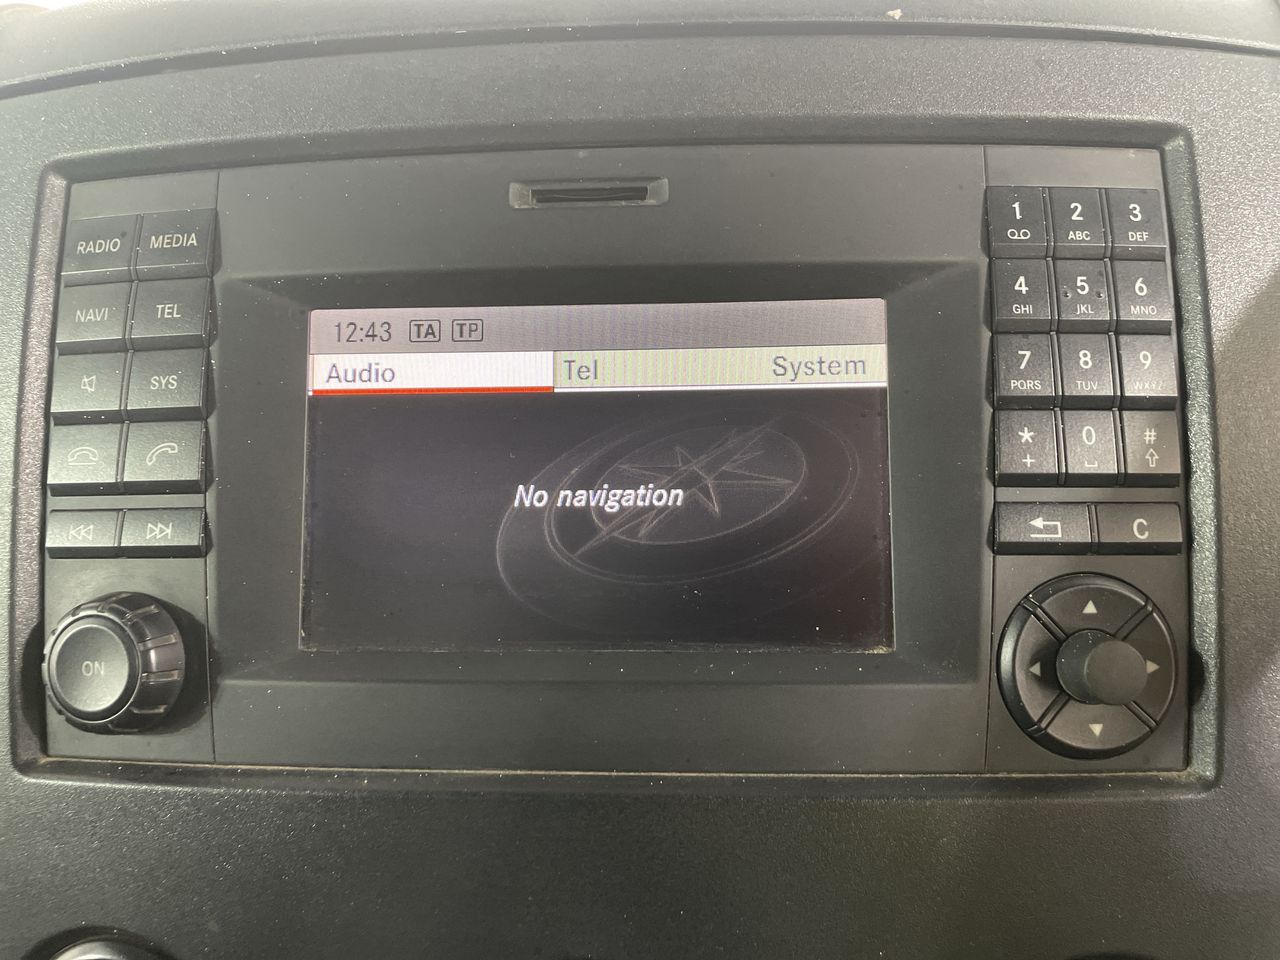 RADIO MEDIA
NAVI TEL
SYS
ON
12:43 TA TP
Audio Tel System
No navigation
1 2 3
ABC DEF
4 5 6
GHI JKL MNO
7 8 9
PQRS TUV WXYZ
* 0 #
+
C